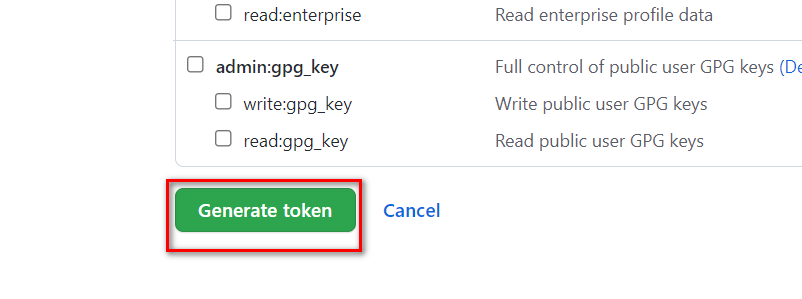 read:enterprise Read enterprise profile data
admin:gpg_key Full control of public user GPG keys (De
write:gpg_key Write public user GPG keys
read:gpg_key Read public user GPG keys
Generate token Cancel